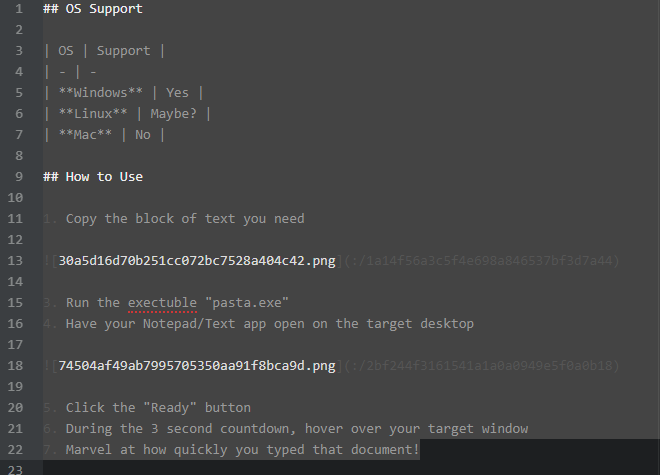 1 ## OS Support
2
3 | OS | Support |
4 | - | -
5 | **Windows** | Yes |
6 | **Linux** | Maybe? |
7 | **Mac** | No |
8
9 ## How to Use
10
11 1. Copy the block of text you need
12
13 ![30a5d16d70b251cc072bc7528a404c42.png](:/1a14f56a3c5f4e698a846537bf3d7a44)
14
15 3. Run the exectuble "pasta.exe"
16 4. Have your Notepad/Text app open on the target desktop
17
18 ![74504af49ab7995705350aa91f8bca9d.png](:/2bf244f3161541a1a0a0949e5f0a0b18)
19
20 5. Click the "Ready" button
21 6. During the 3 second countdown, hover over your target window
22 7. Marvel at how quickly you typed that document!
23